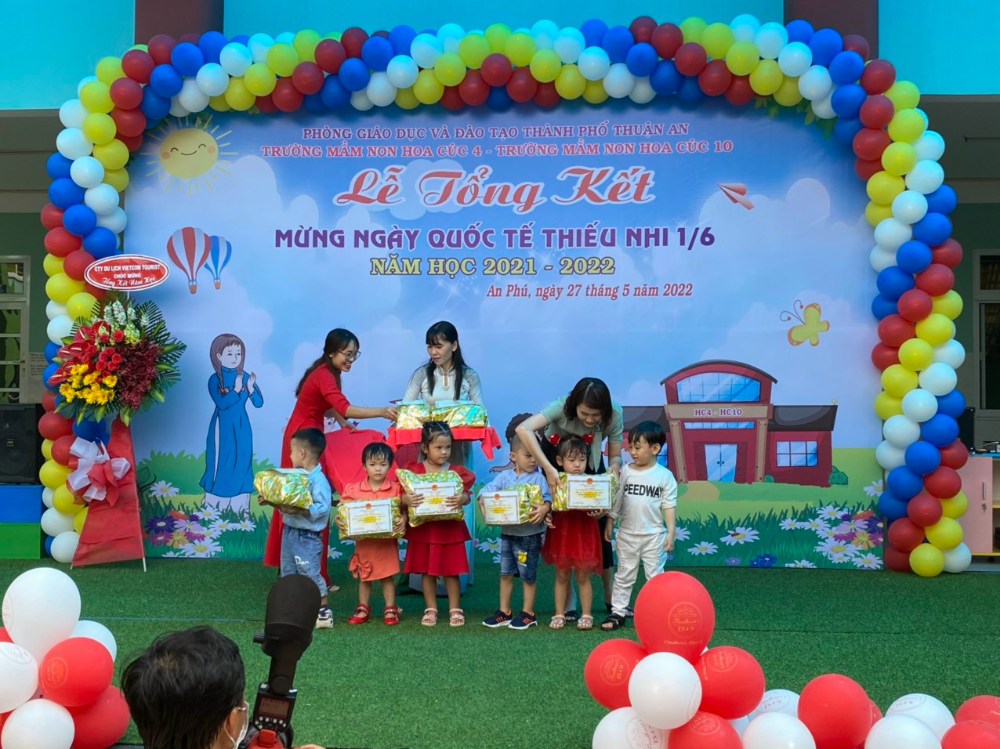 PHÒNG GIÁO DỤC VÀ ĐÀO TẠO THÀNH PHỐ THUẬN AN
TRƯỜNG MẦM NON HOA CÚC 4 - TRƯỜNG MẦM NON HOA CÚC 10
Lễ Tổng Kết
MỪNG NGÀY QUỐC TẾ THIẾU NHI 1/6
NĂM HỌC 2021 - 2022
An Phú, ngày 27 tháng 5 năm 2022
CTY DU LỊCH VIETCOM TOURIST
CHÚC MỪNG
Tổng Kết Năm Học
HC4 - HC10
SPEEDWAY